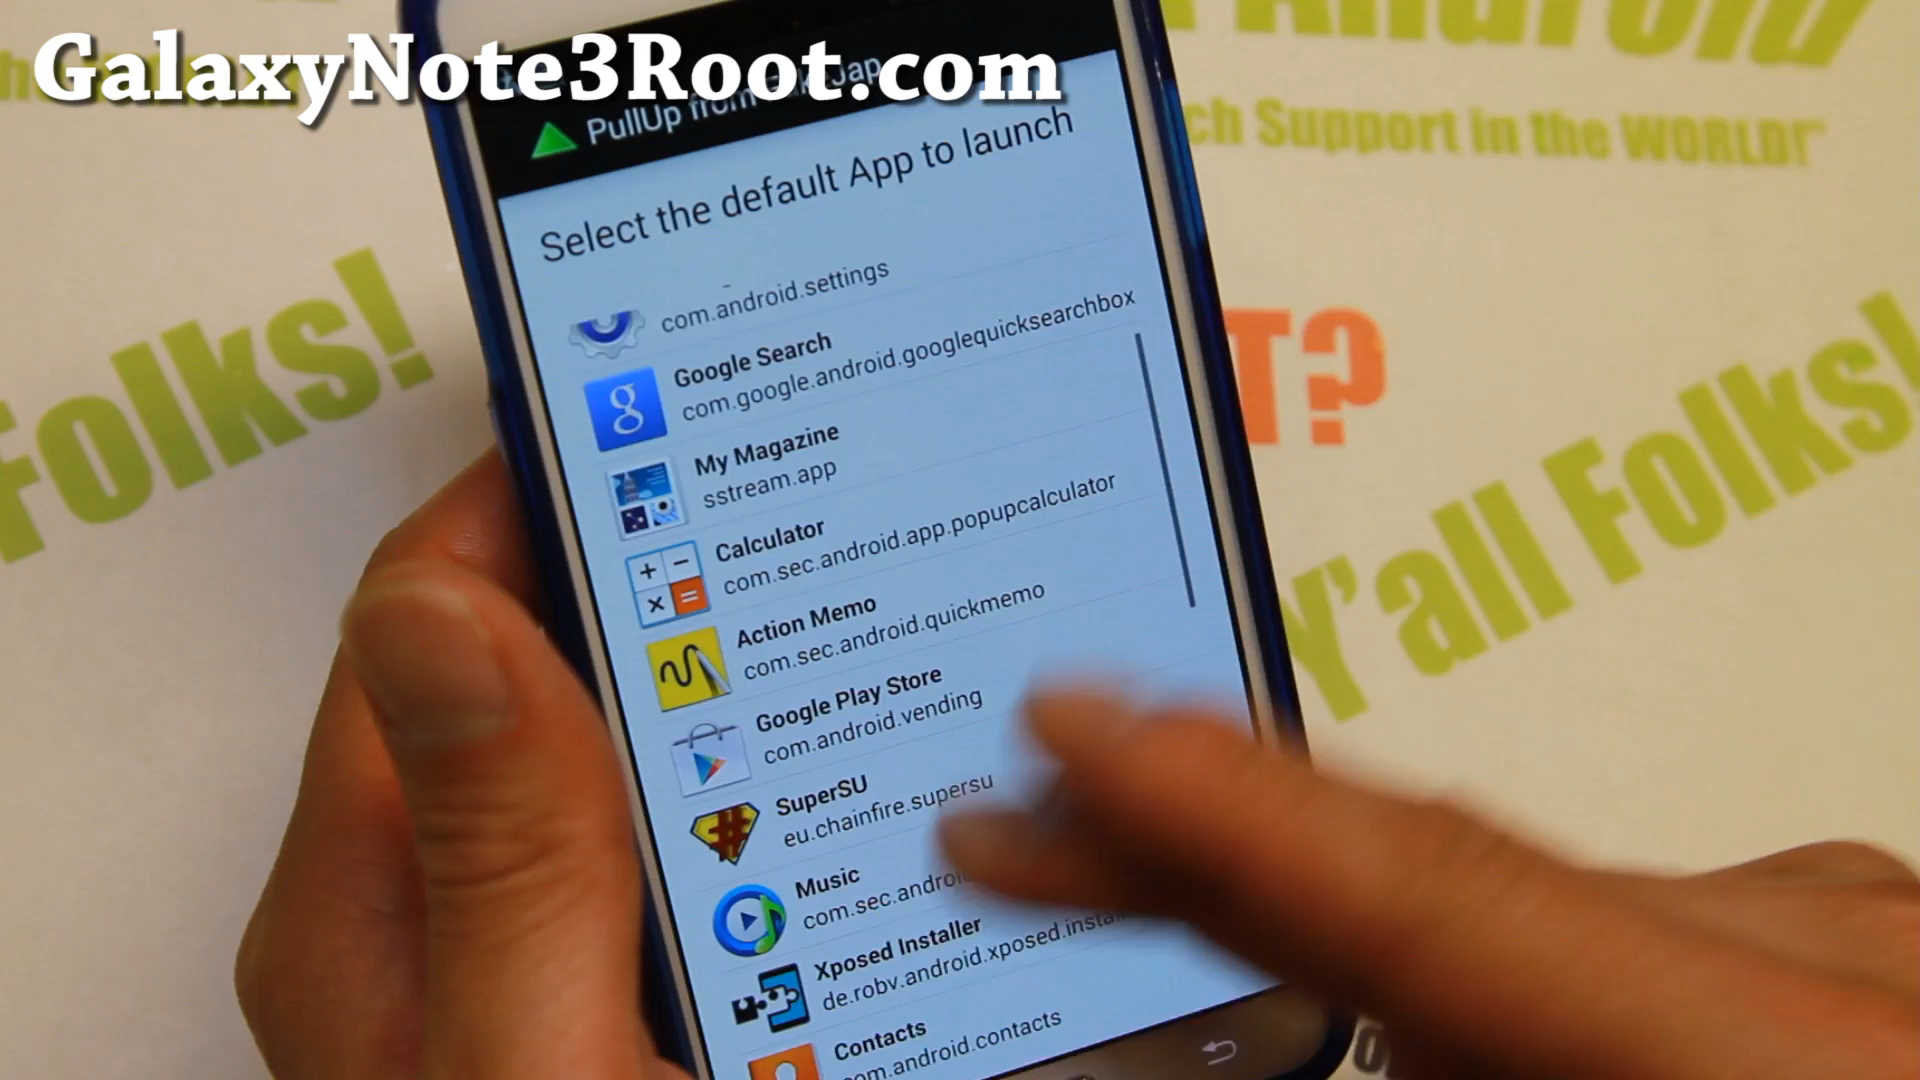 GalaxyNote3Root.com
PullUp from
Select the default App to launch
com.android.settings
Google Search
com.google.android.googlequicksearchbox
My Magazine
sstream.app
Calculator
com.sec.android.app.popupcalculator
Action Memo
com.sec.android.quickmemo
Google Play Store
com.android.vending
SuperSU
eu.chainfire.supersu
Music
Xposed Installer
Contacts
Android
Support in the WORLD!"
Folks!
T?
Y'all Folks!